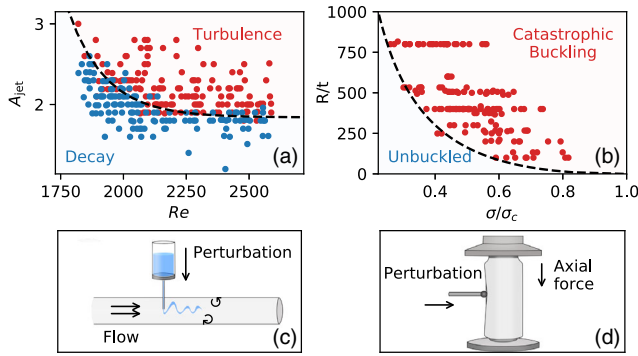 Turbulence
A_jet
3
2
Decay
(a)
1750
2000
2250
2500
Re
R/t
1000
750
500
250
0
Catastrophic
Buckling
Unbuckled
(b)
0.4
0.6
0.8
1.0
σ/σ_c
Perturbation
Flow
(c)
Perturbation
Axial
force
(d)